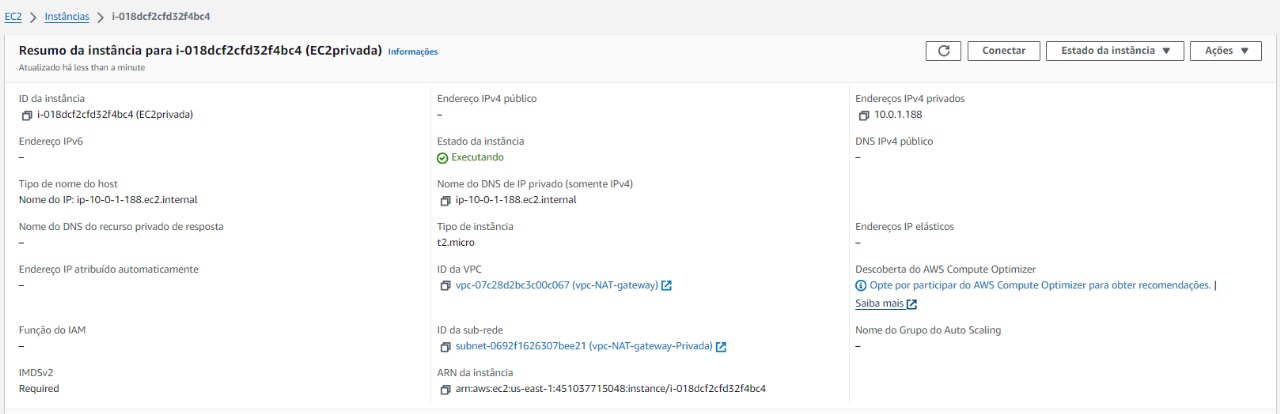 EC2 > Instâncias > i-018dcf2cfd32f4bc4
Resumo da instância para i-018dcf2cfd32f4bc4 (EC2privada) Informações
Atualizado há less than a minute
Conectar
Estado da instância
Ações
ID da instância
i-018dcf2cfd32f4bc4 (EC2privada)
Endereço IPv4 público
–
Endereços IPv4 privados
10.0.1.188
Endereço IPv6
–
Estado da instância
Executando
DNS IPv4 público
–
Tipo de nome do host
Nome do IP: ip-10-0-1-188.ec2.internal
Nome do DNS de IP privado (somente IPv4)
ip-10-0-1-188.ec2.internal
Nome do DNS do recurso privado de resposta
–
Tipo de instância
t2.micro
Endereços IP elásticos
–
Endereço IP atribuído automaticamente
–
ID da VPC
vpc-07c28d2bc3c00c067 (vpc-NAT-gateway)
Descoberta do AWS Compute Optimizer
Opte por participar do AWS Compute Optimizer para obter recomendações. |
Saiba mais
Função do IAM
–
ID da sub-rede
subnet-0692f1626307bee21 (vpc-NAT-gateway-Privada)
Nome do Grupo do Auto Scaling
–
IMDSv2
Required
ARN da instância
arn:aws:ec2:us-east-1:451037715048:instance/i-018dcf2cfd32f4bc4